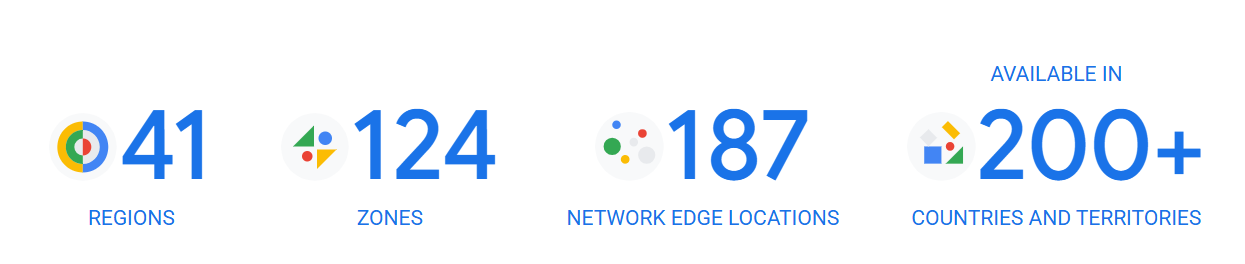 AVAILABLE IN
41 124 187 200+
REGIONS ZONES NETWORK EDGE LOCATIONS COUNTRIES AND TERRITORIES